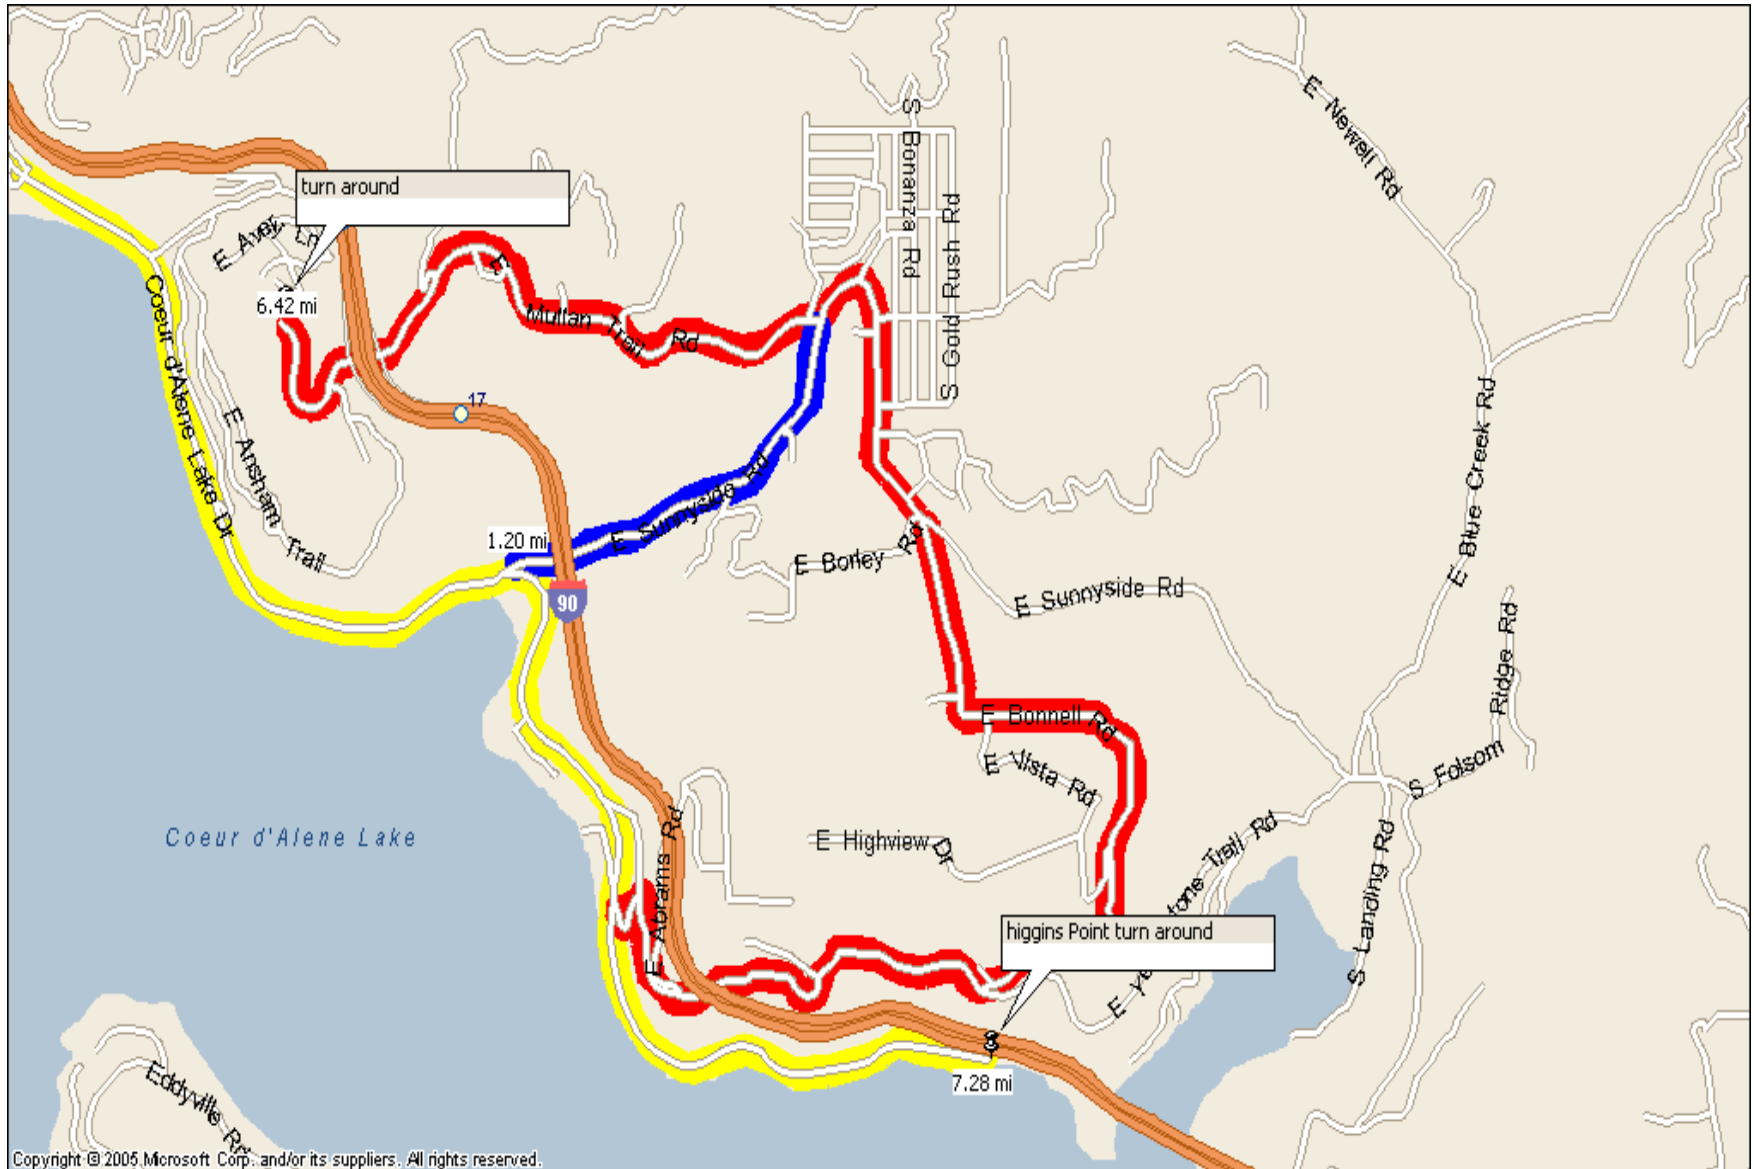 E Newell Rd
S Bonanza Rd
turn around
E Avery Ln
S Gold Rush Rd
6.42 mi
E Mullan Trail Rd
Coeur d'Alene Lake Dr
17
E Ansham Trail
E Blue Creek Rd
E Sunnyside Rd
1.20 mi
E Borley Rd
90
E Sunnyside Rd
Ridge Rd
E Bonnell Rd
E Vista Rd
S Folsom
Coeur d'Alene Lake
E Highview Dr
E Abrams Rd
Trail Rd
S Landing Rd
higgins Point turn around
7.28 mi
Eddyville Rd
Copyright © 2005 Microsoft Corp. and/or its suppliers. All rights reserved.